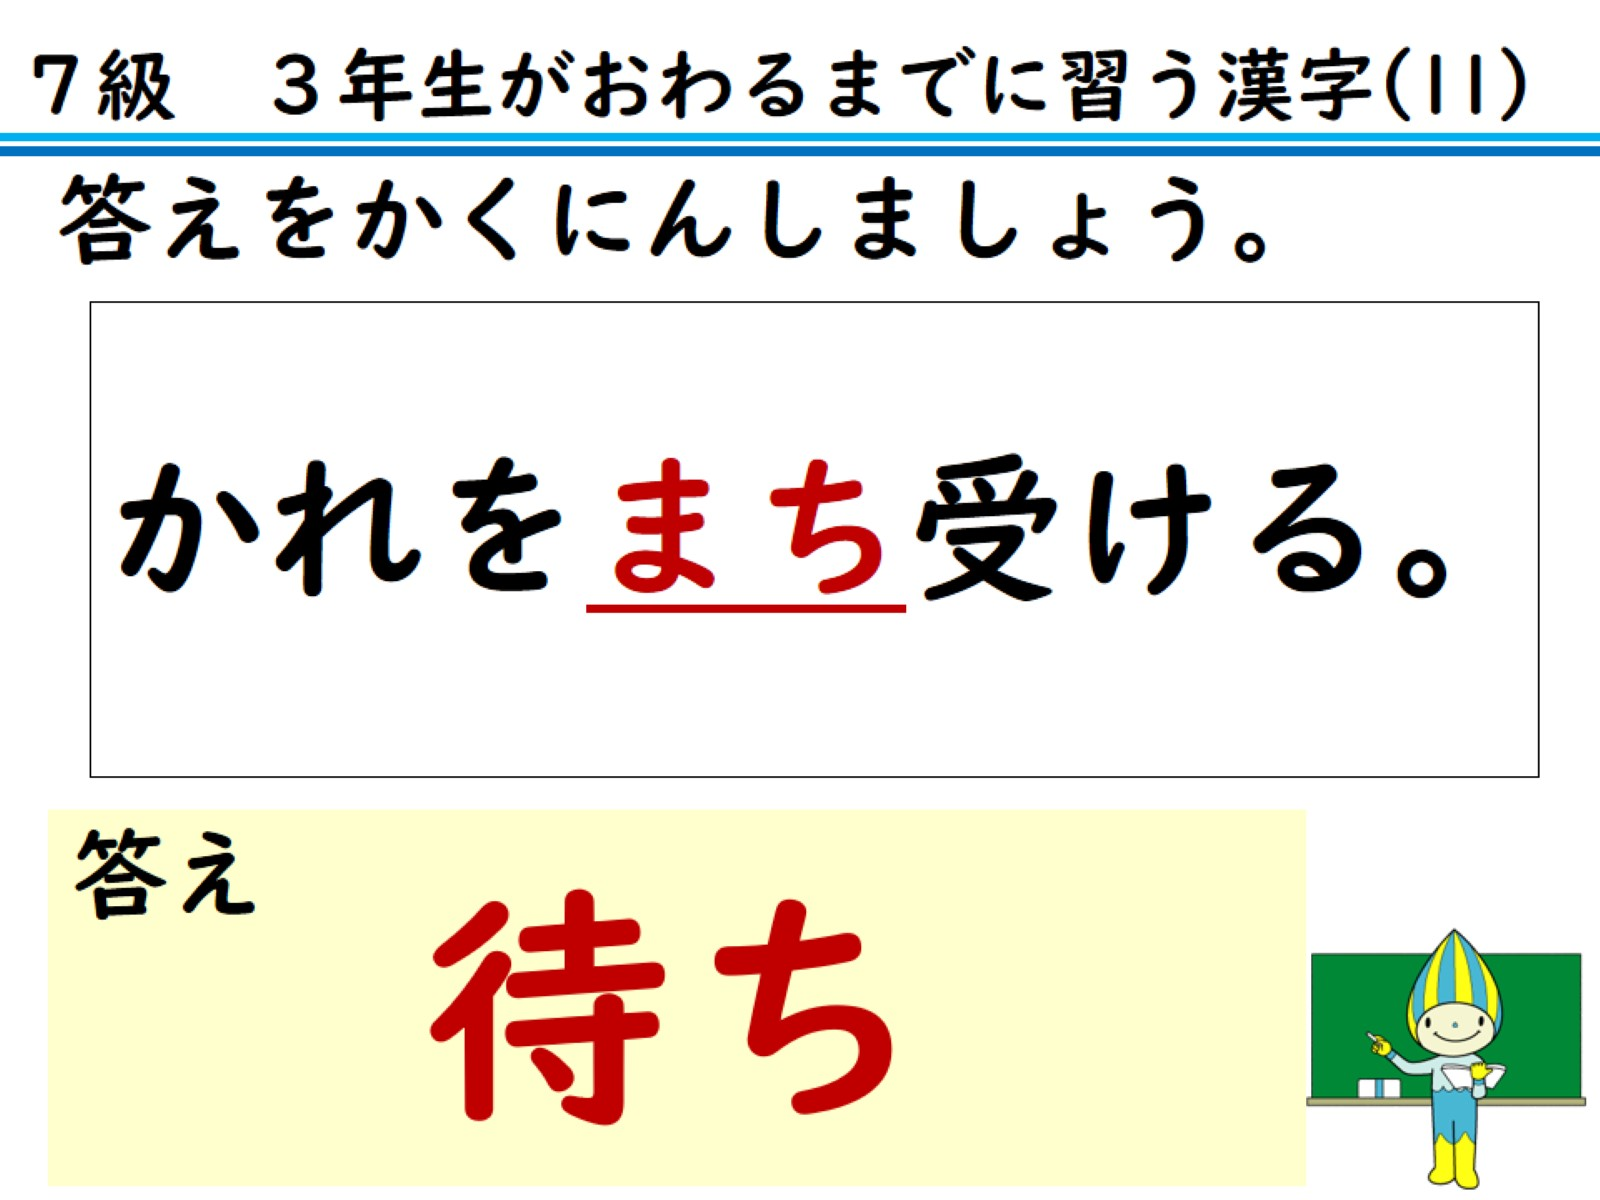 ７級　３年生がおわるまでに習う漢字(11)
答えをかくにんしましょう。
かれをまち受ける。
答え
待ち